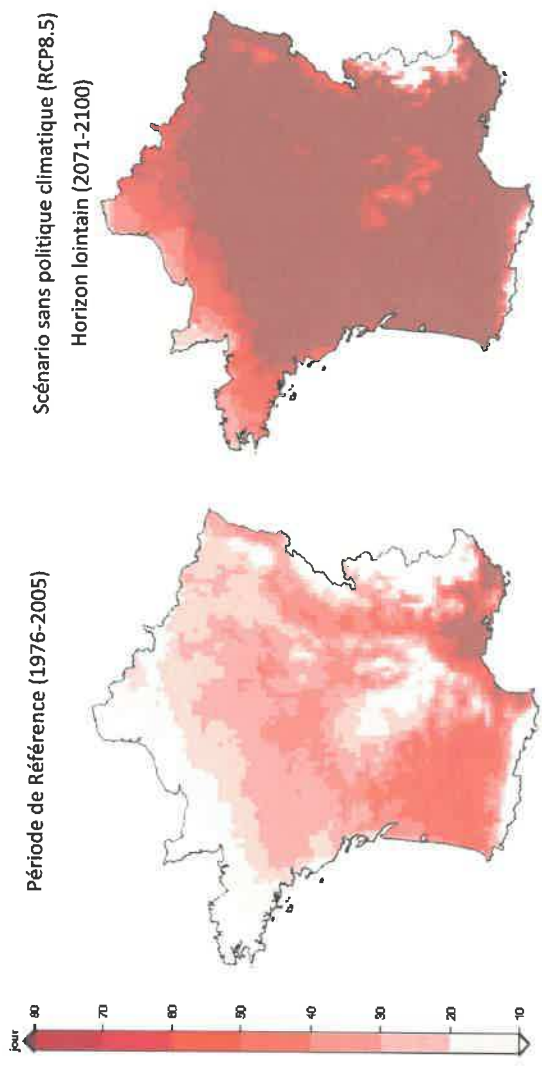 Période de Référence (1976-2005)
Scénario sans politique climatique (RCP8.5)
Horizon lointain (2071-2100)
jour
80
70
60
50
40
30
20
10